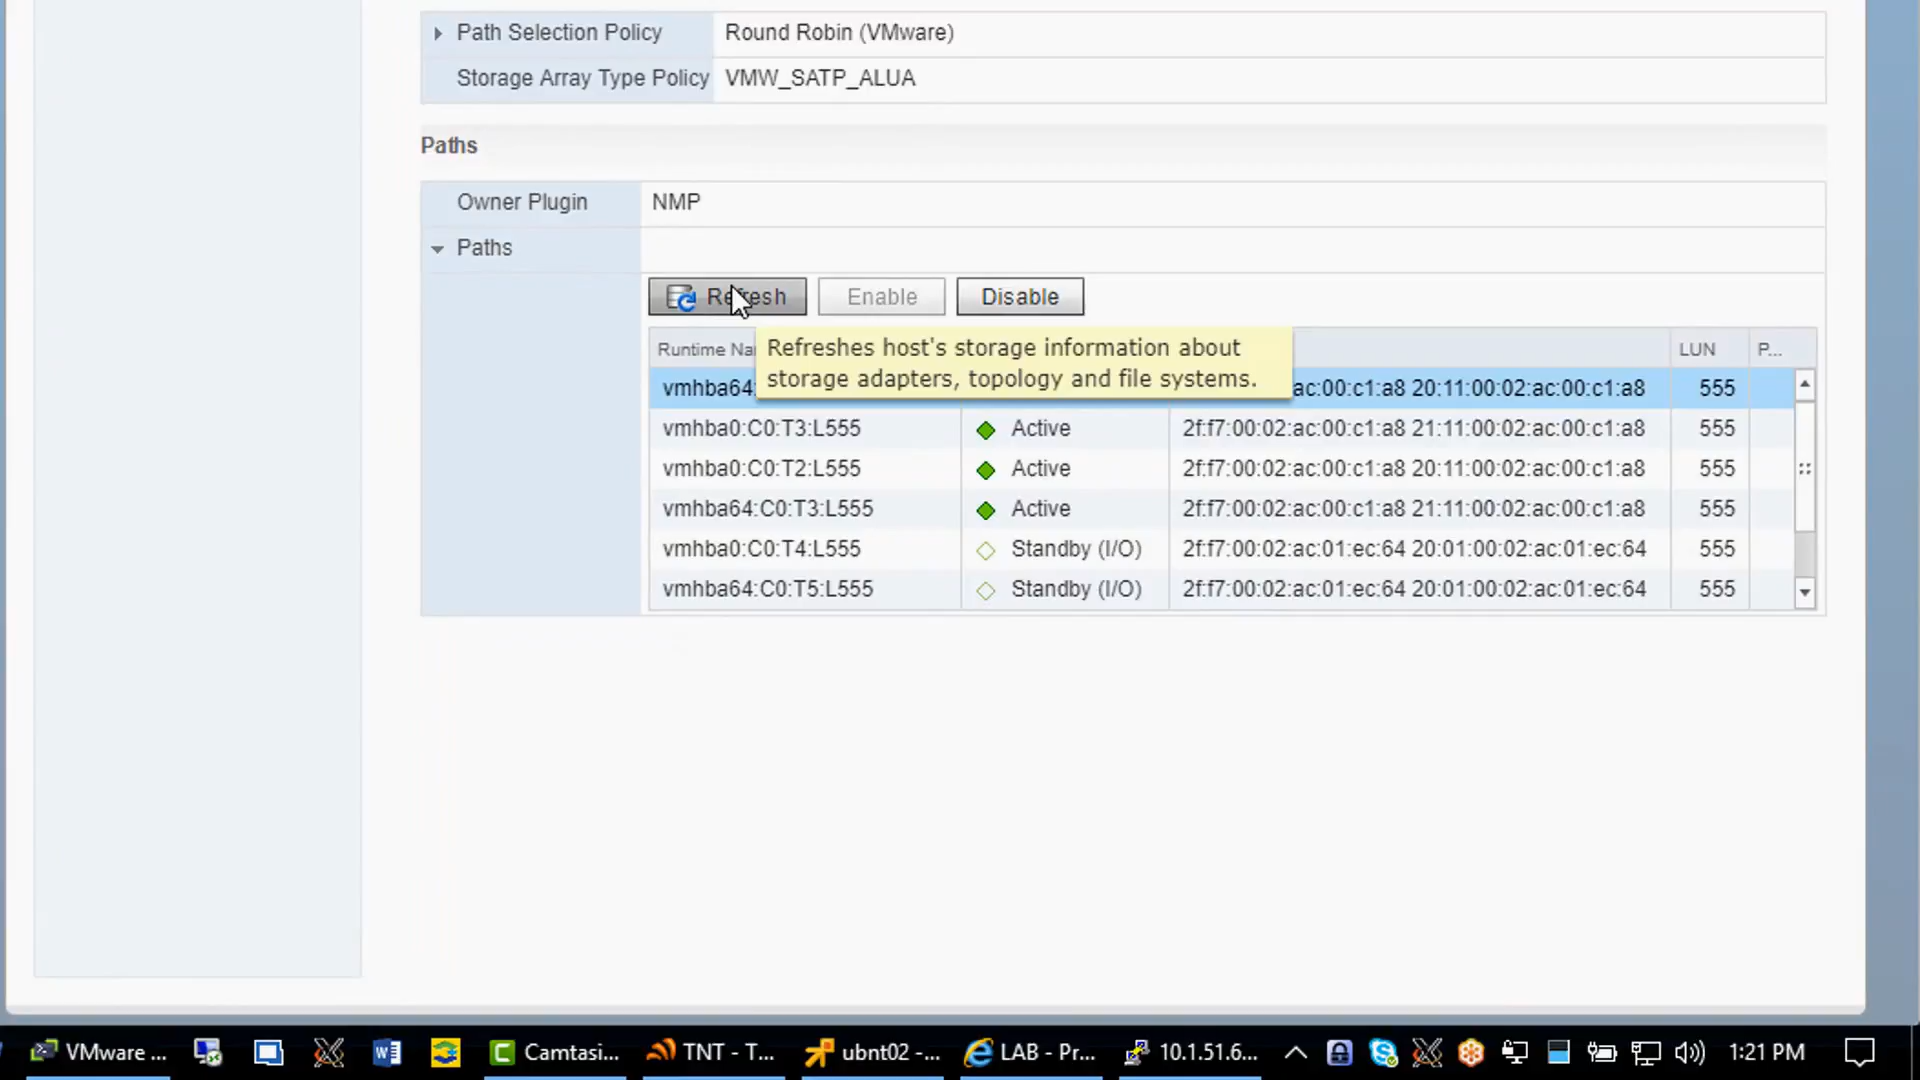 Path Selection Policy Round Robin (VMware)
Storage Array Type Policy VMW_SATP_ALUA
Paths
Owner Plugin NMP
Paths
Refresh Enable Disable
Runtime Na LUN P...
Refreshes host's storage information about
storage adapters, topology and file systems.
vmhba64: ac:00:c1:a8 20:11:00:02:ac:00:c1:a8 555
vmhba0:C0:T3:L555 Active 2f:f7:00:02:ac:00:c1:a8 21:11:00:02:ac:00:c1:a8 555
vmhba0:C0:T2:L555 Active 2f:f7:00:02:ac:00:c1:a8 20:11:00:02:ac:00:c1:a8 555
vmhba64:C0:T3:L555 Active 2f:f7:00:02:ac:00:c1:a8 21:11:00:02:ac:00:c1:a8 555
vmhba0:C0:T4:L555 Standby (I/O) 2f:f7:00:02:ac:01:ec:64 20:01:00:02:ac:01:ec:64 555
vmhba64:C0:T5:L555 Standby (I/O) 2f:f7:00:02:ac:01:ec:64 20:01:00:02:ac:01:ec:64 555
VMware ... Camtasi... TNT - T... ubnt02 -... LAB - Pr... 10.1.51.6... 1:21 PM